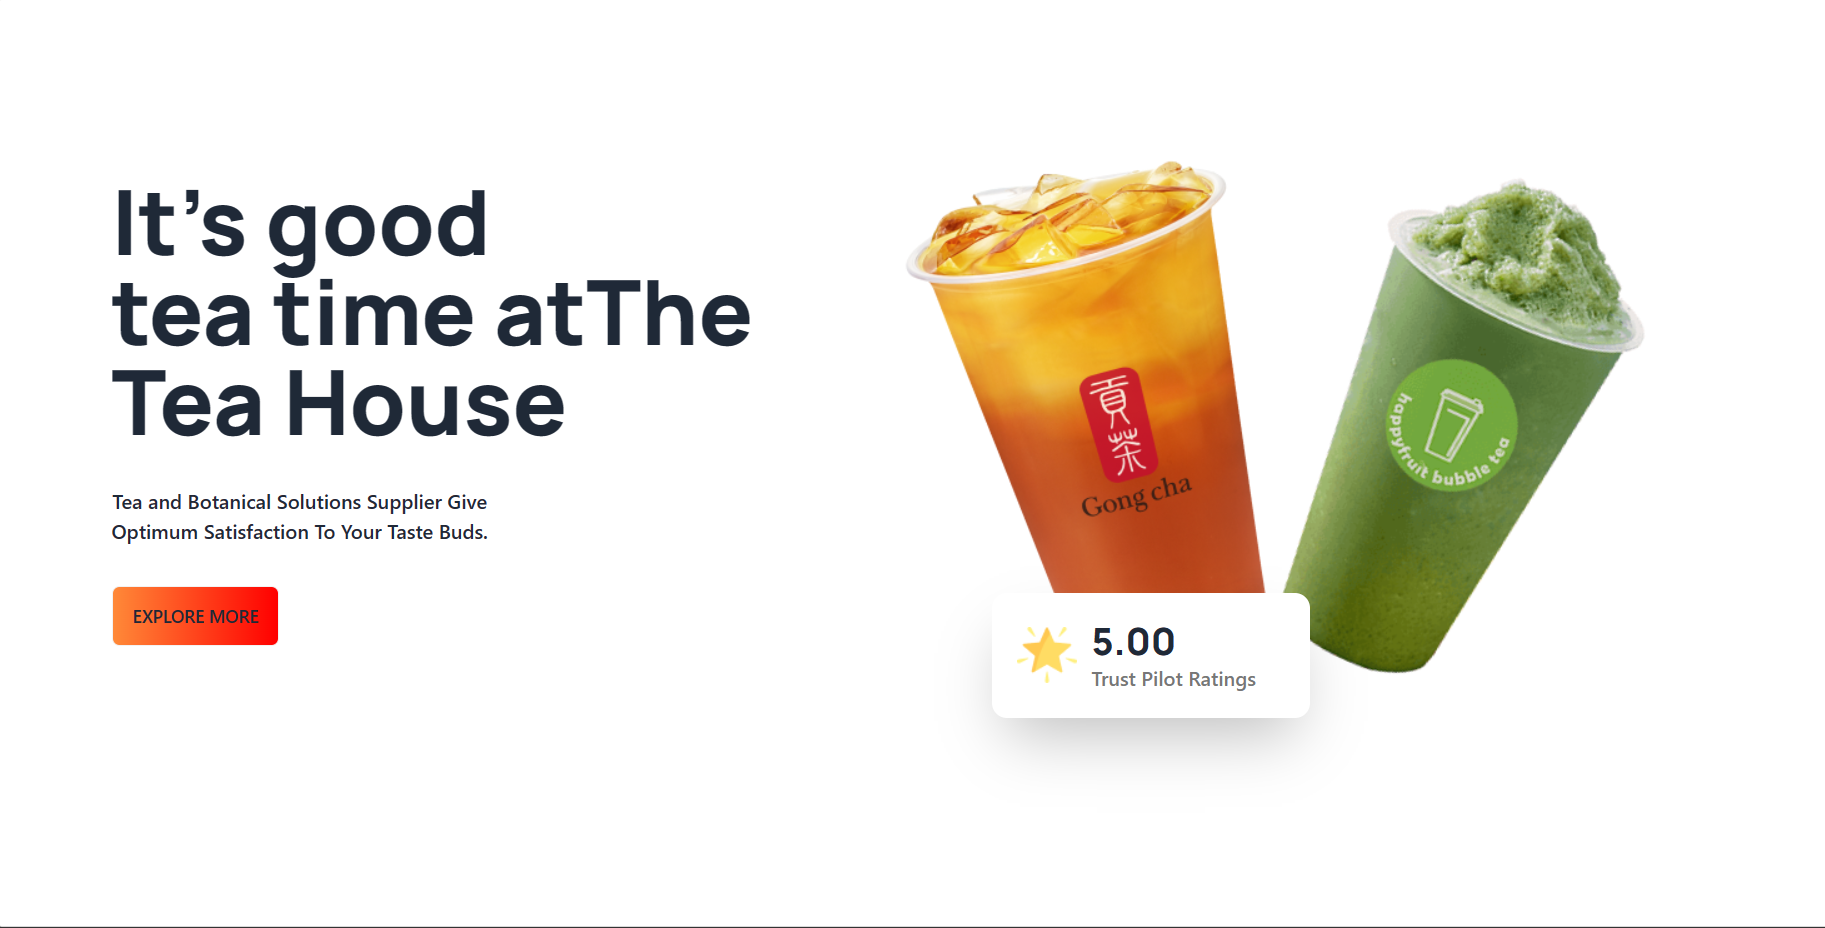 It’s good
tea time atThe
Tea House
Tea and Botanical Solutions Supplier Give
Optimum Satisfaction To Your Taste Buds.
EXPLORE MORE
貢茶
Gong cha
happyfruit bubble tea
5.00
Trust Pilot Ratings